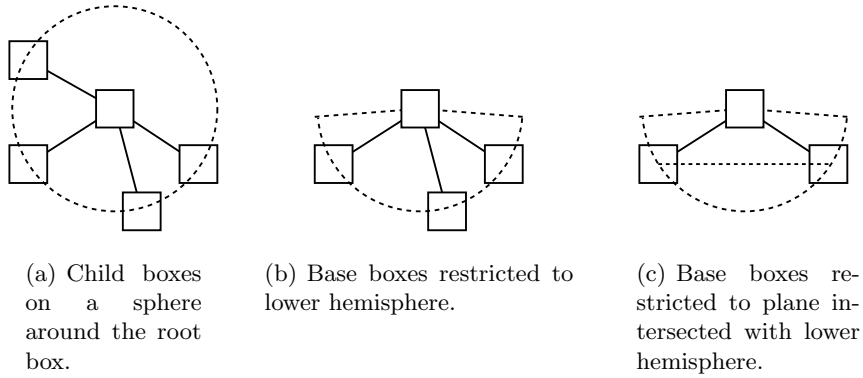 (a) Child boxes
on a sphere
around the root
box.
(b) Base boxes restricted to
lower hemisphere.
(c) Base boxes re-
stricted to plane in-
tersected with lower
hemisphere.